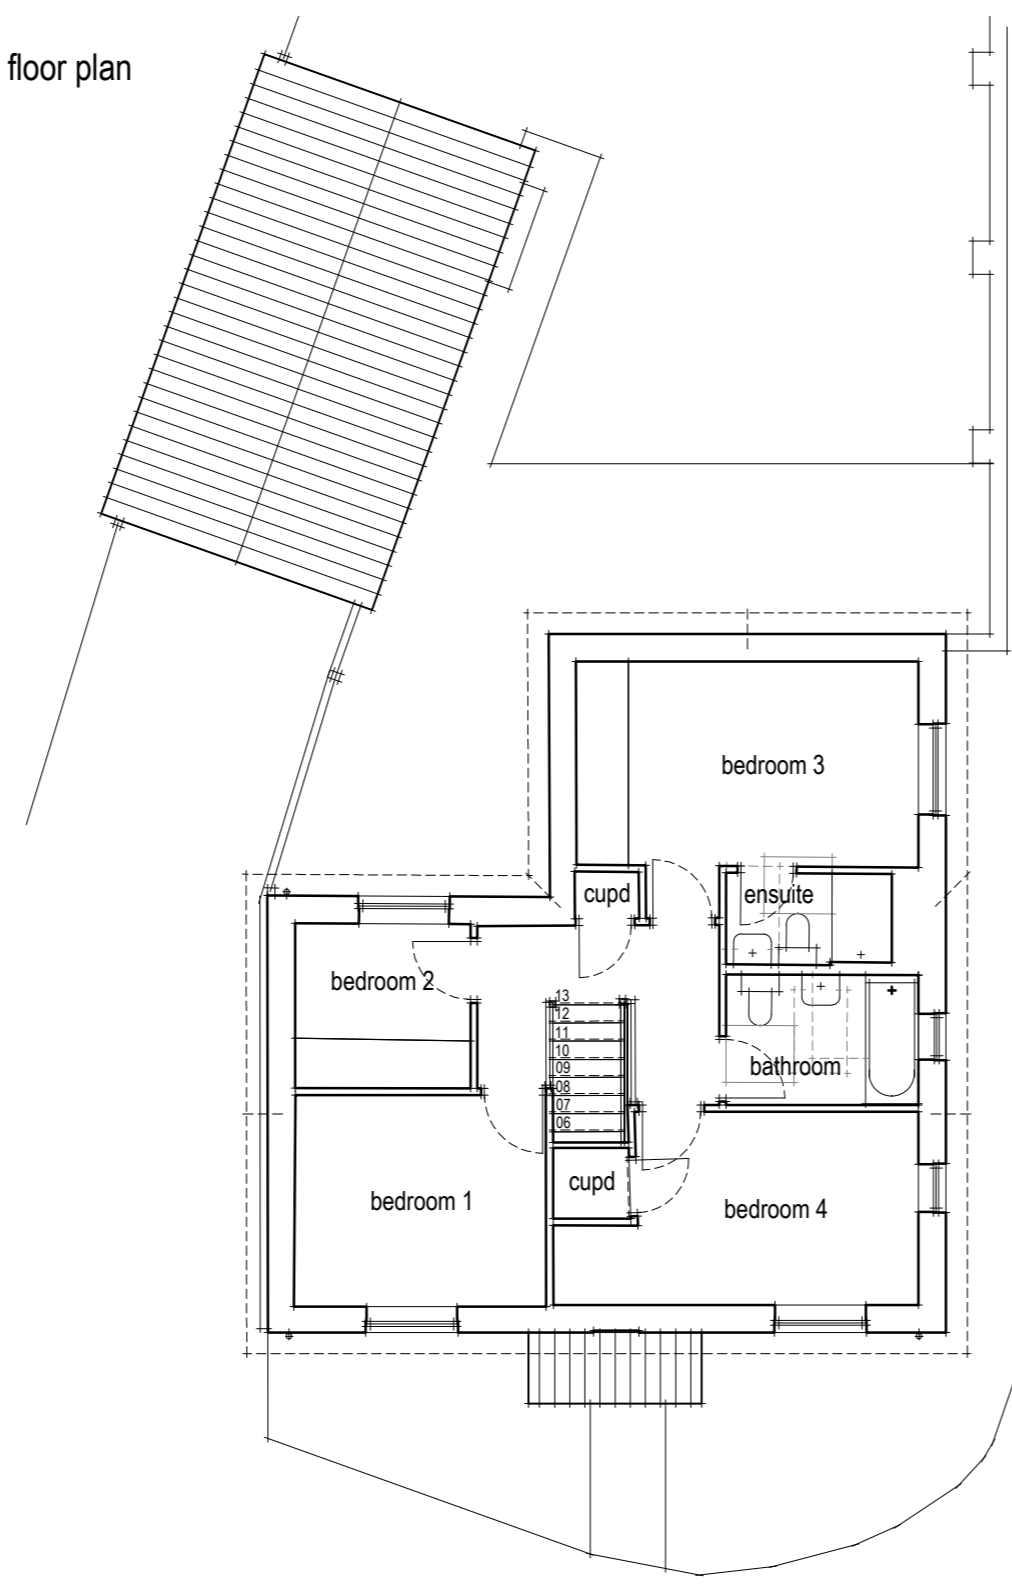 floor plan
bedroom 3
cupd
ensuite
bedroom 2
13
12
11
10
09
08
07
06
bathroom
cupd
bedroom 1
bedroom 4